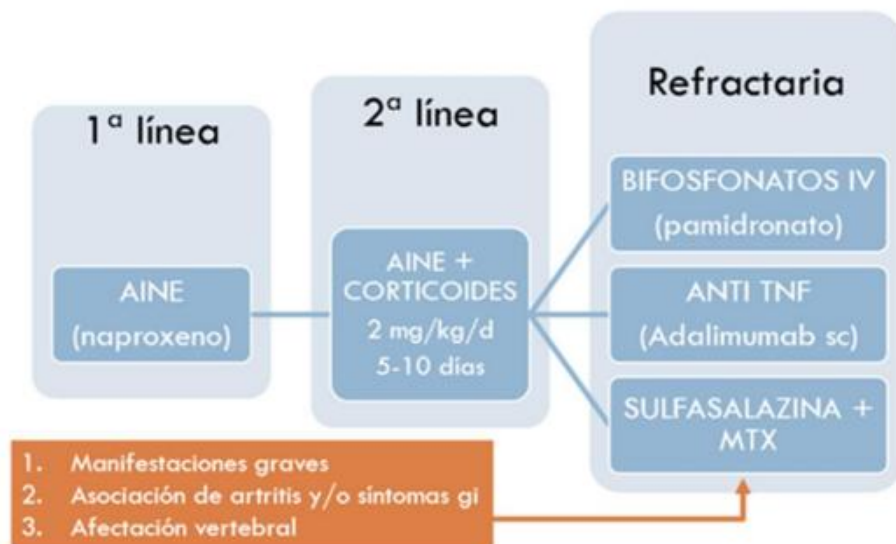 1ª línea
AINE
(naproxeno)
2ª línea
AINE +
CORTICOIDES
2 mg/kg/d
5-10 días
Refractaria
BIFOSFONATOS IV
(pamidronato)
ANTI TNF
(Adalimumab sc)
SULFASALAZINA +
MTX
1. Manifestaciones graves
2. Asociación de artritis y/o síntomas gi
3. Afectación vertebral